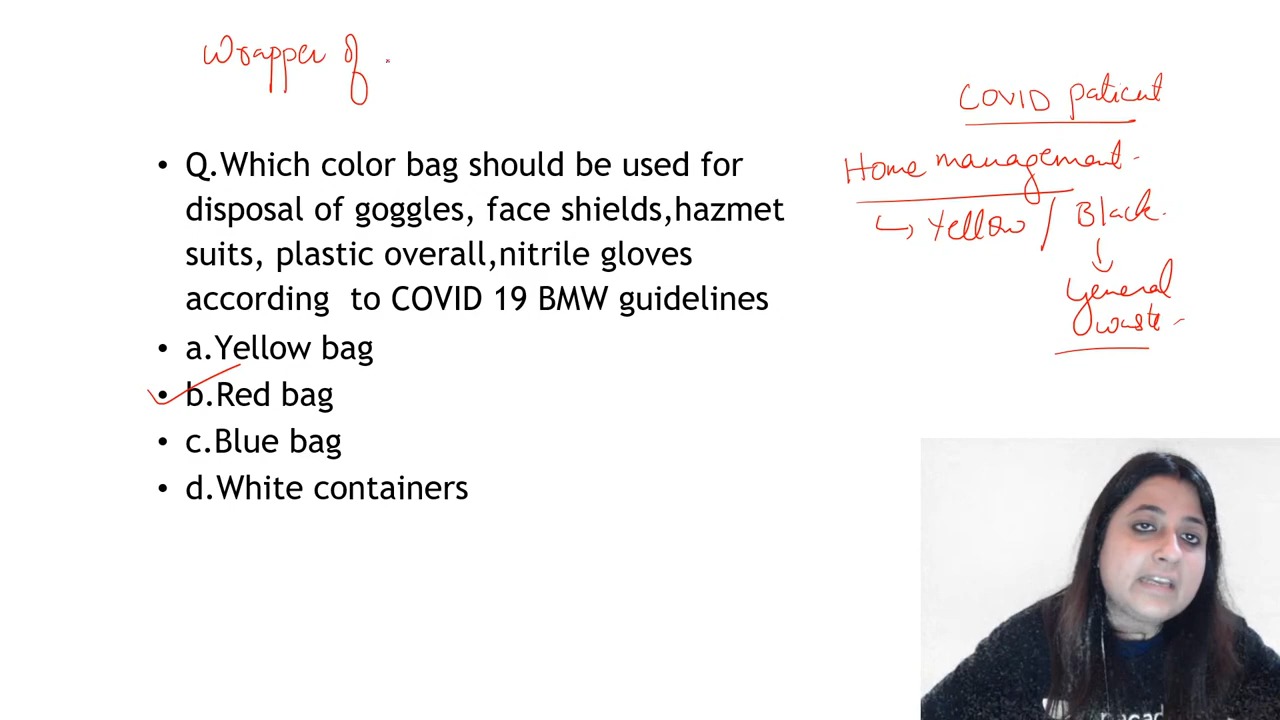 Wrapper of
COVID patient
Home management -
↳ Yellow / Black.
↓
General
waste -
• Q.Which color bag should be used for
disposal of goggles, face shields,hazmet
suits, plastic overall,nitrile gloves
according to COVID 19 BMW guidelines
• a.Yellow bag
• b.Red bag
• c.Blue bag
• d.White containers